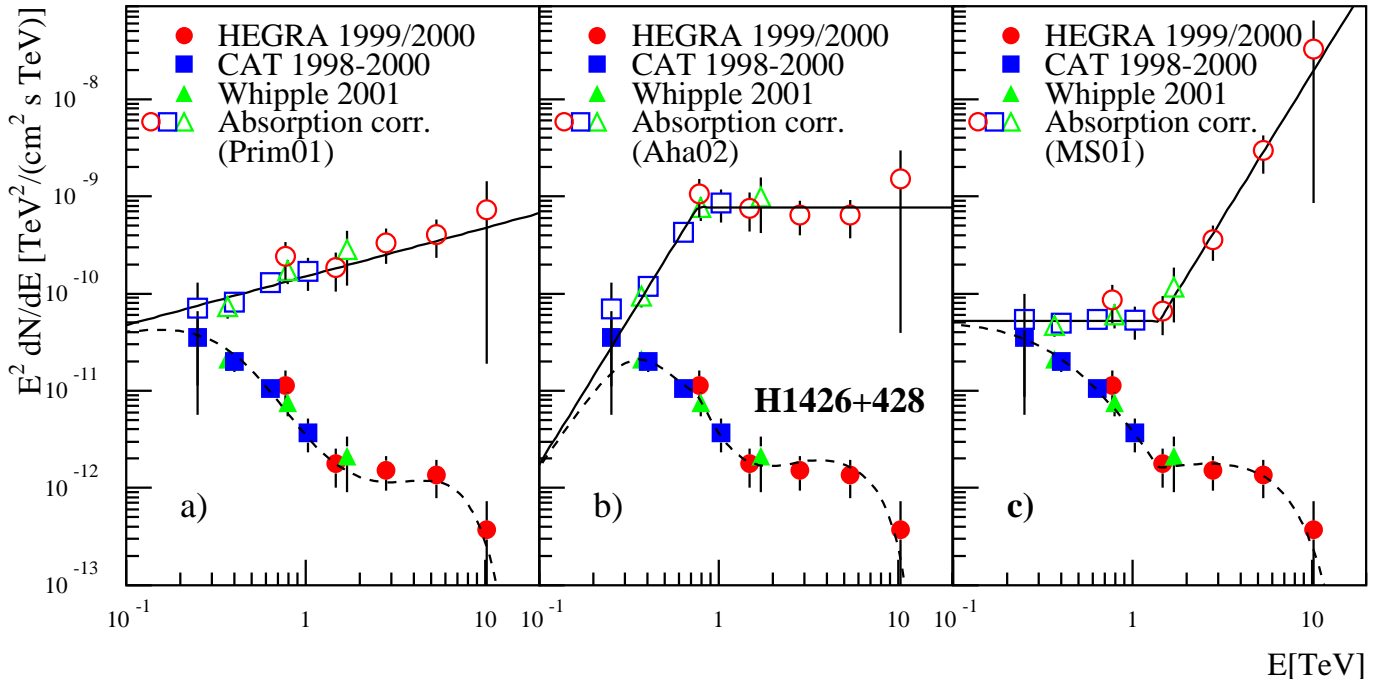 E² dN/dE [TeV²/(cm² s TeV)]
10⁻⁸
10⁻⁹
10⁻¹⁰
10⁻¹¹
10⁻¹²
10⁻¹³
HEGRA 1999/2000
CAT 1998-2000
Whipple 2001
Absorption corr.
(Prim01)
a)
10⁻¹
1
10
HEGRA 1999/2000
CAT 1998-2000
Whipple 2001
Absorption corr.
(Aha02)
H1426+428
b)
10⁻¹
1
10
HEGRA 1999/2000
CAT 1998-2000
Whipple 2001
Absorption corr.
(MS01)
c)
10⁻¹
1
10
E[TeV]